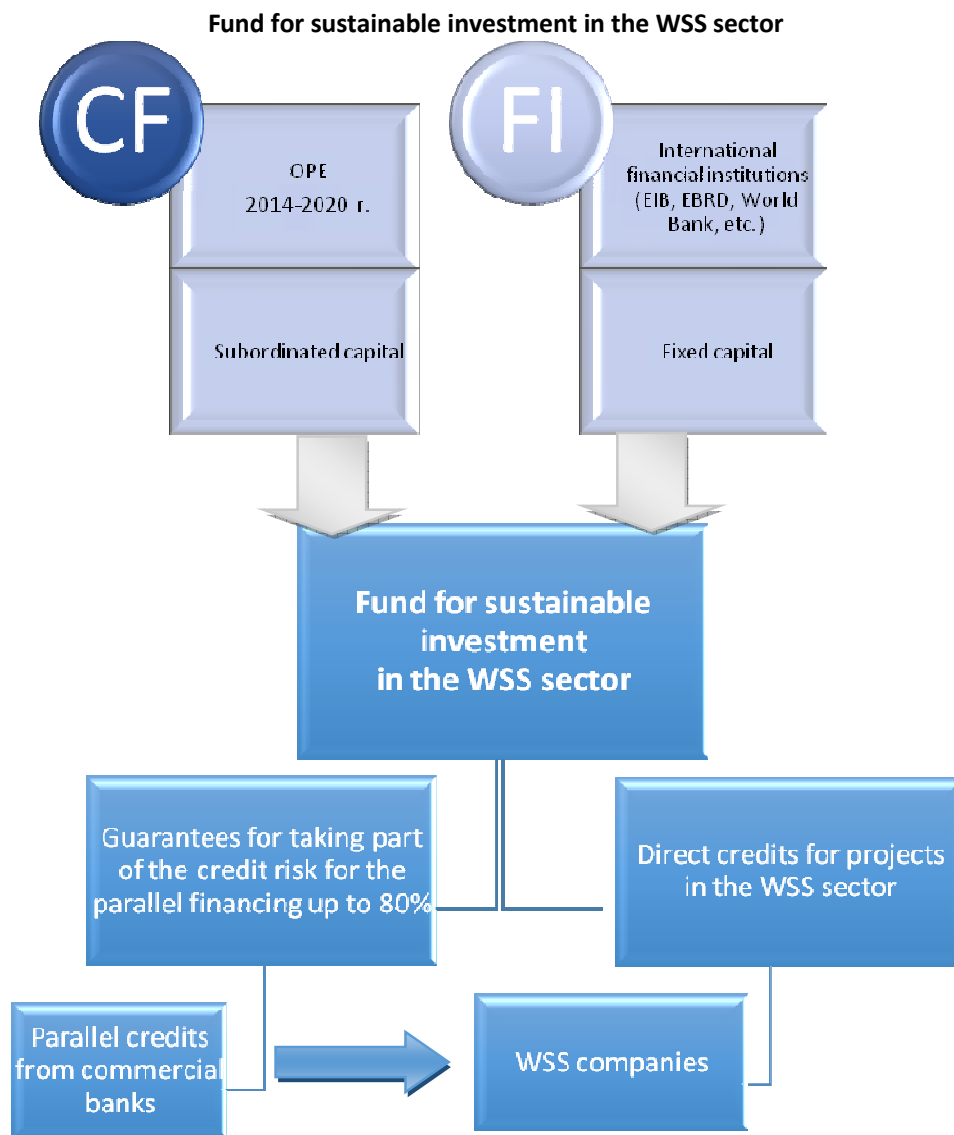 Fund for sustainable investment in the WSS sector
CF
OPE
2014-2020 г.
Subordinated capital
FI
International
financial institutions
(EIB, EBRD, World
Bank, etc.)
Fixed capital
Fund for sustainable
investment
in the WSS sector
Guarantees for taking part
of the credit risk for the
parallel financing up to 80%
Direct credits for projects
in the WSS sector
Parallel credits
from commercial
banks
WSS companies